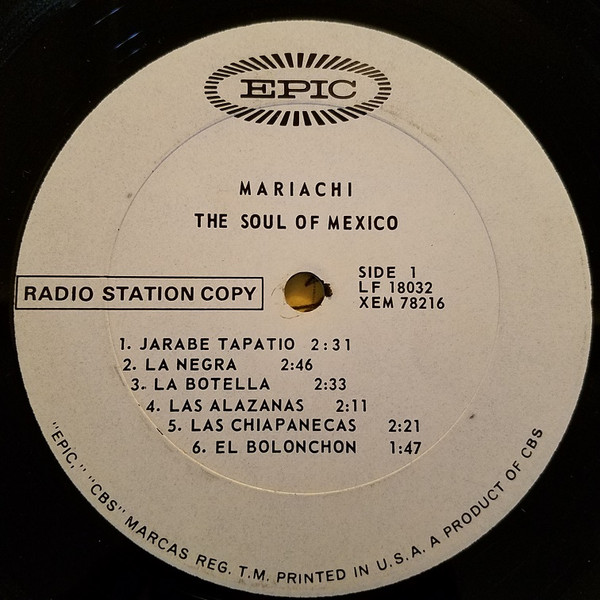 EPIC
MARIACHI
THE SOUL OF MEXICO
RADIO STATION COPY
SIDE 1
LF 18032
XEM 78216
1. JARABE TAPATIO 2:31
2. LA NEGRA 2:46
3. LA BOTELLA 2:33
4. LAS ALAZANAS 2:11
5. LAS CHIAPANECAS 2:21
6. EL BOLONCHON 1:47
"EPIC," "CBS" MARCAS REG. T.M. PRINTED IN U.S.A. A PRODUCT OF CBS